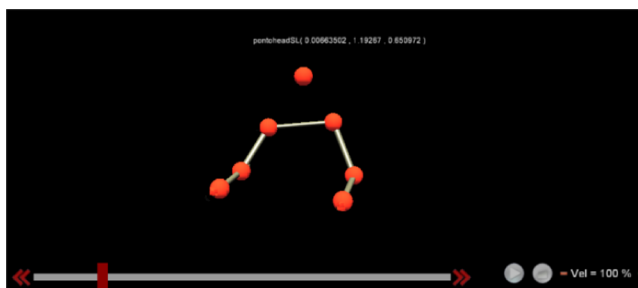 pontoheadSL( 0.00663502 , 1.19267 , 0.650972 )
Vel = 100 %